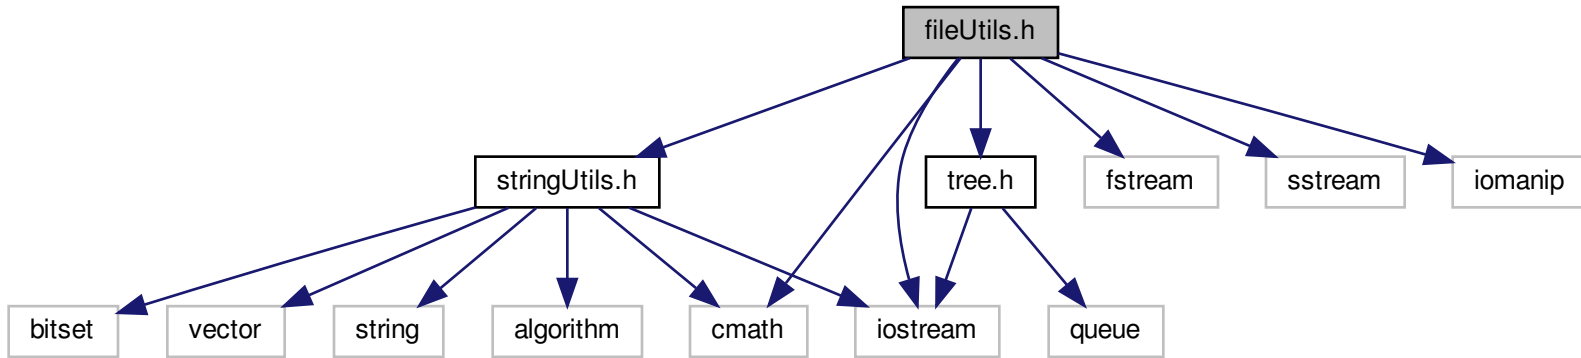 fileUtils.h
stringUtils.h
tree.h
fstream
sstream
iomanip
bitset
vector
string
algorithm
cmath
iostream
queue